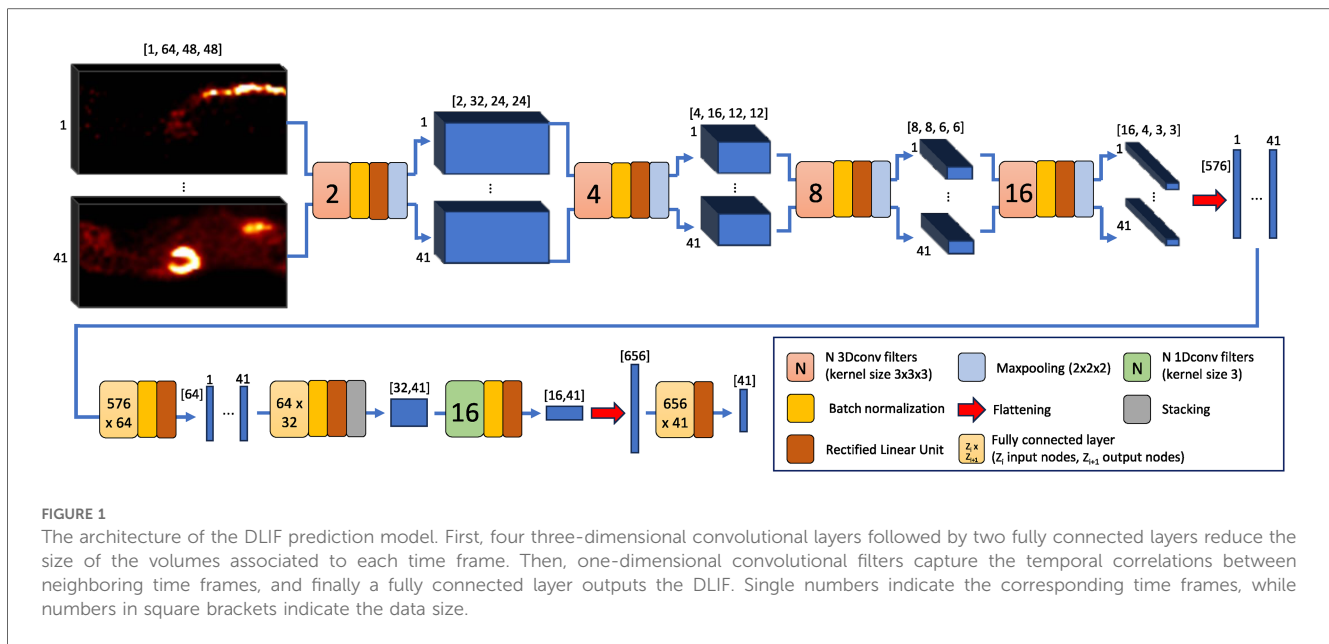 [1, 64, 48, 48]
1
⋮
41
2
[2, 32, 24, 24]
1
⋮
41
4
[4, 16, 12, 12]
1
⋮
41
8
[8, 8, 6, 6]
1
⋮
41
16
[16, 4, 3, 3]
1
⋮
41
[576]
1 ... 41
576 x 64
[64]
1 ... 41
64 x 32
[32,41]
16
[16,41]
[656]
656 x 41
[41]
N
N 3Dconv filters
(kernel size 3x3x3)
Maxpooling (2x2x2)
N
N 1Dconv filters
(kernel size 3)
Batch normalization
Flattening
Stacking
Rectified Linear Unit
Zi x
Zi+1
Fully connected layer
(Zi input nodes, Zi+1 output nodes)
FIGURE 1
The architecture of the DLIF prediction model. First, four three-dimensional convolutional layers followed by two fully connected layers reduce the
size of the volumes associated to each time frame. Then, one-dimensional convolutional filters capture the temporal correlations between
neighboring time frames, and finally a fully connected layer outputs the DLIF. Single numbers indicate the corresponding time frames, while
numbers in square brackets indicate the data size.